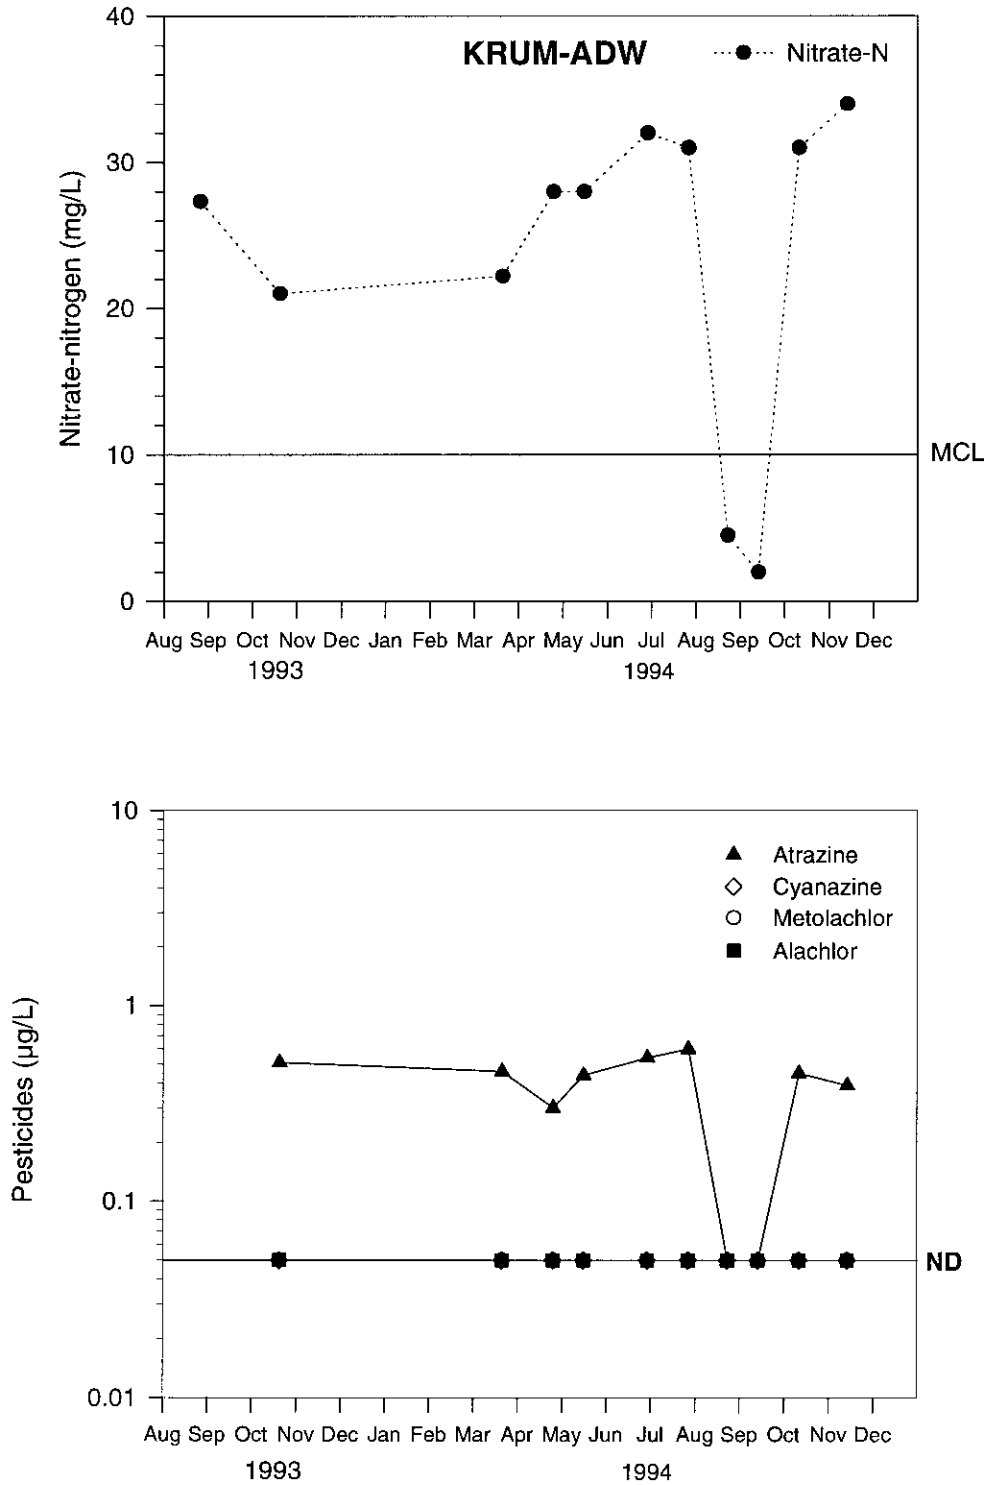 40
KRUM-ADW
Nitrate-N
30
20
10
0
Nitrate-nitrogen (mg/L)
MCL
Aug Sep Oct Nov Dec Jan Feb Mar Apr May Jun Jul Aug Sep Oct Nov Dec
1993 1994
10
1
0.1
0.01
Pesticides (µg/L)
Atrazine
Cyanazine
Metolachlor
Alachlor
ND
Aug Sep Oct Nov Dec Jan Feb Mar Apr May Jun Jul Aug Sep Oct Nov Dec
1993 1994